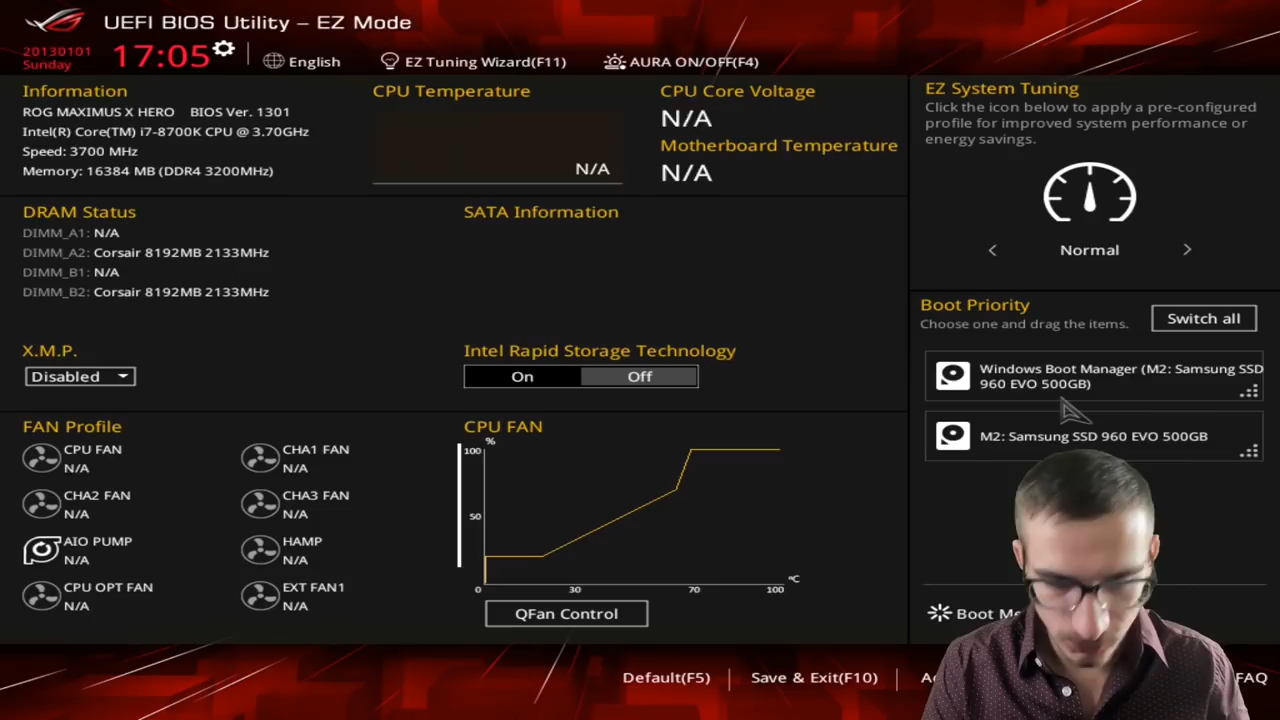 UEFI BIOS Utility – EZ Mode
20130101
Sunday
17:05
English
EZ Tuning Wizard(F11)
AURA ON/OFF(F4)
Information
ROG MAXIMUS X HERO BIOS Ver. 1301
Intel(R) Core(TM) i7-8700K CPU @ 3.70GHz
Speed: 3700 MHz
Memory: 16384 MB (DDR4 3200MHz)
CPU Temperature
N/A
CPU Core Voltage
N/A
Motherboard Temperature
N/A
EZ System Tuning
Click the icon below to apply a pre-configured
profile for improved system performance or
energy savings.
Normal
DRAM Status
DIMM_A1: N/A
DIMM_A2: Corsair 8192MB 2133MHz
DIMM_B1: N/A
DIMM_B2: Corsair 8192MB 2133MHz
SATA Information
X.M.P.
Disabled
Intel Rapid Storage Technology
On Off
Boot Priority
Choose one and drag the items.
Switch all
Windows Boot Manager (M2: Samsung SSD
960 EVO 500GB)
M2: Samsung SSD 960 EVO 500GB
FAN Profile
CPU FAN
N/A
CHA1 FAN
N/A
CHA2 FAN
N/A
CHA3 FAN
N/A
AIO PUMP
N/A
HAMP
N/A
CPU OPT FAN
N/A
EXT FAN1
N/A
CPU FAN
%
100
50
0 30 70 100
°C
QFan Control
Boot
Default(F5)
Save & Exit(F10)
FAQ